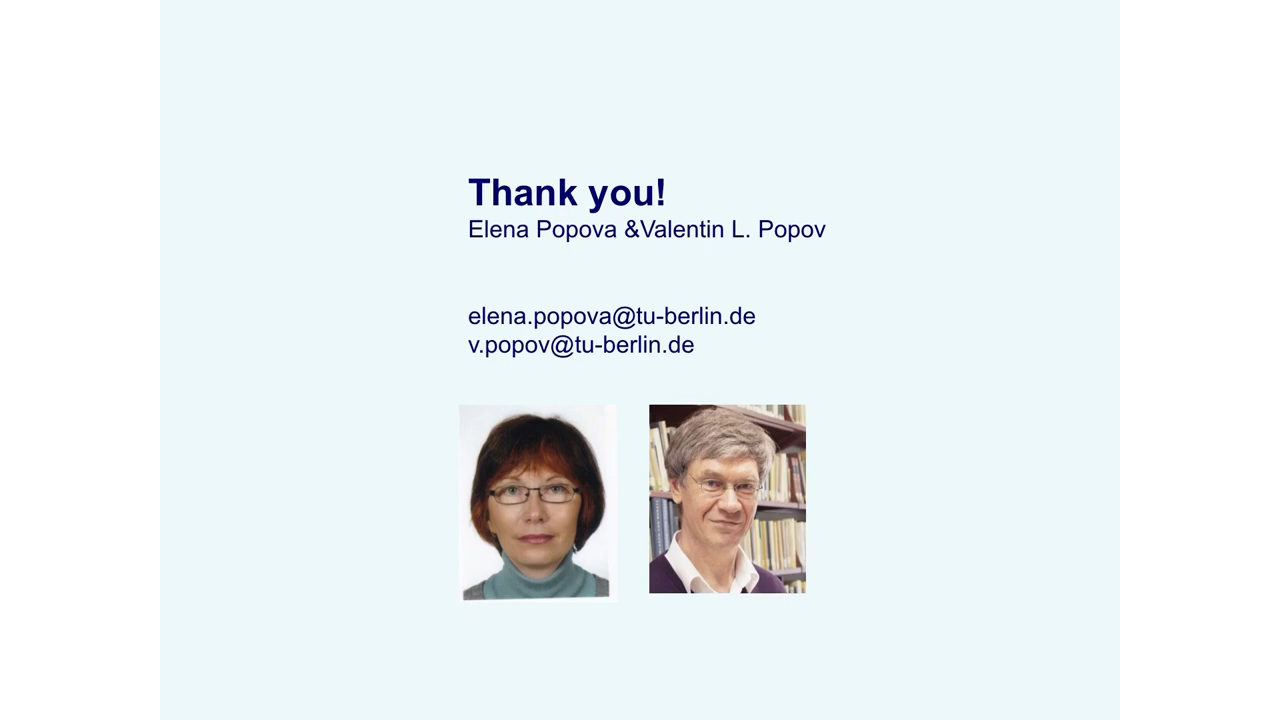 Thank you!
Elena Popova &Valentin L. Popov
elena.popova@tu-berlin.de
v.popov@tu-berlin.de